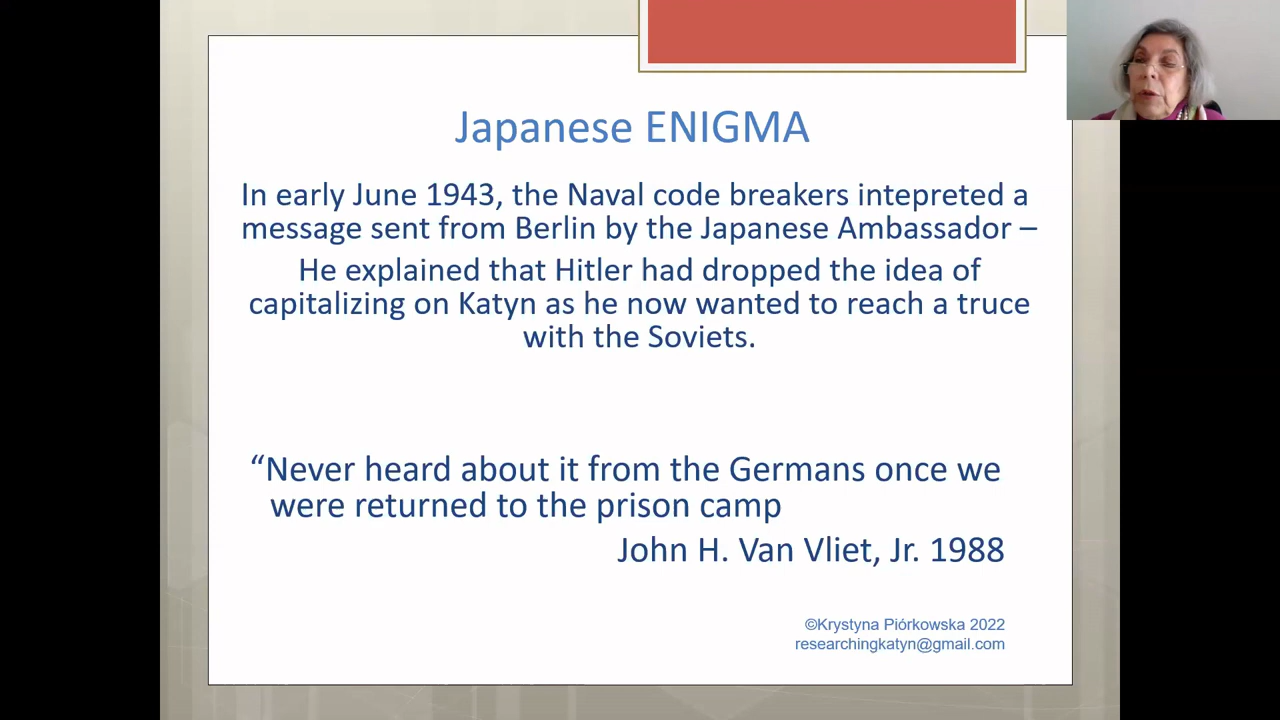 Japanese ENIGMA
In early June 1943, the Naval code breakers intepreted a
message sent from Berlin by the Japanese Ambassador –
He explained that Hitler had dropped the idea of
capitalizing on Katyn as he now wanted to reach a truce
with the Soviets.
“Never heard about it from the Germans once we
were returned to the prison camp
John H. Van Vliet, Jr. 1988
©Krystyna Piórkowska 2022
researchingkatyn@gmail.com